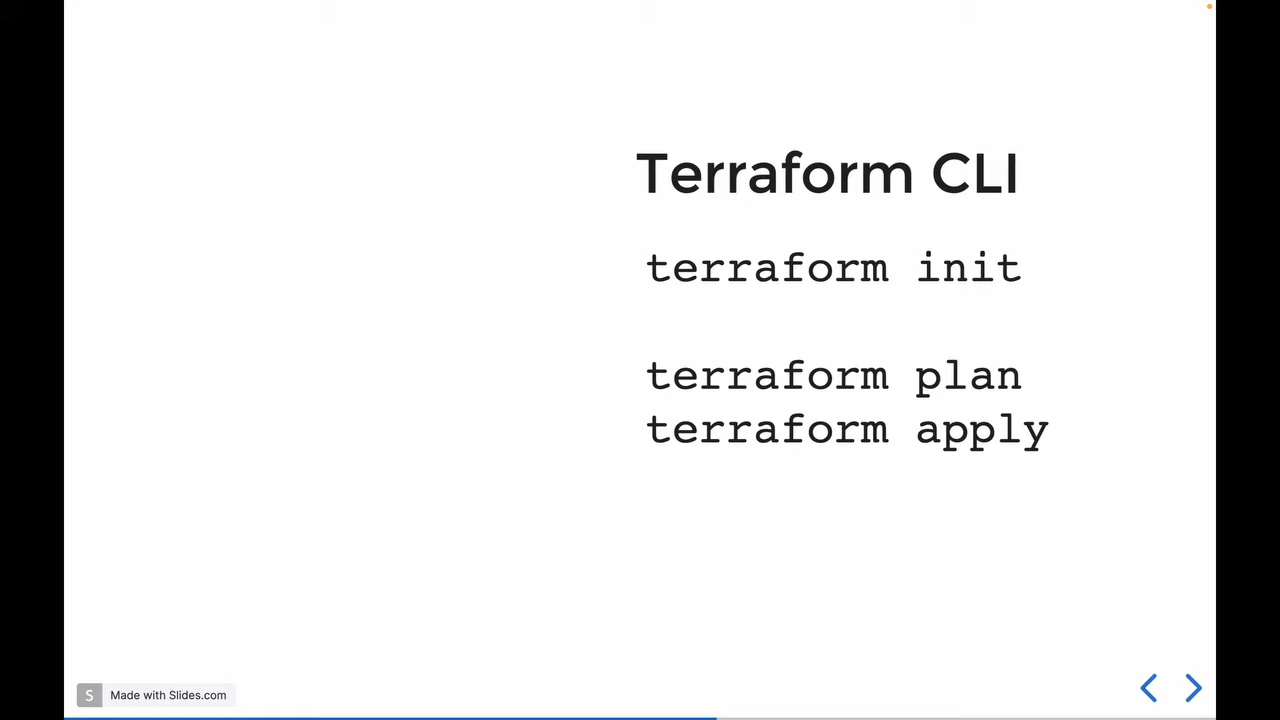 Terraform CLI
terraform init
terraform plan
terraform apply
S Made with Slides.com